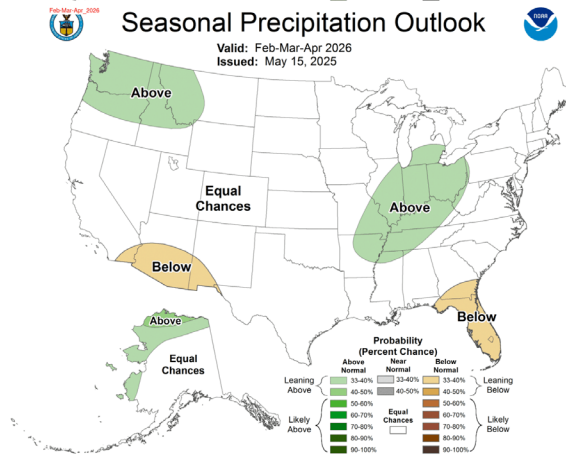 Feb-Mar-Apr_2026
Seasonal Precipitation Outlook
NOAA
Valid: Feb-Mar-Apr 2026
Issued: May 15, 2025
Above
Equal
Chances
Above
Below
Below
Above
Equal
Chances
Probability
(Percent Chance)
Above Normal
Near Normal
Below Normal
Leaning Above
33-40%
33-40%
33-40%
Leaning Below
40-50%
40-50%
40-50%
Likely Above
50-60%
Equal Chances
50-60%
Likely Below
60-70%
60-70%
70-80%
70-80%
80-90%
80-90%
90-100%
90-100%